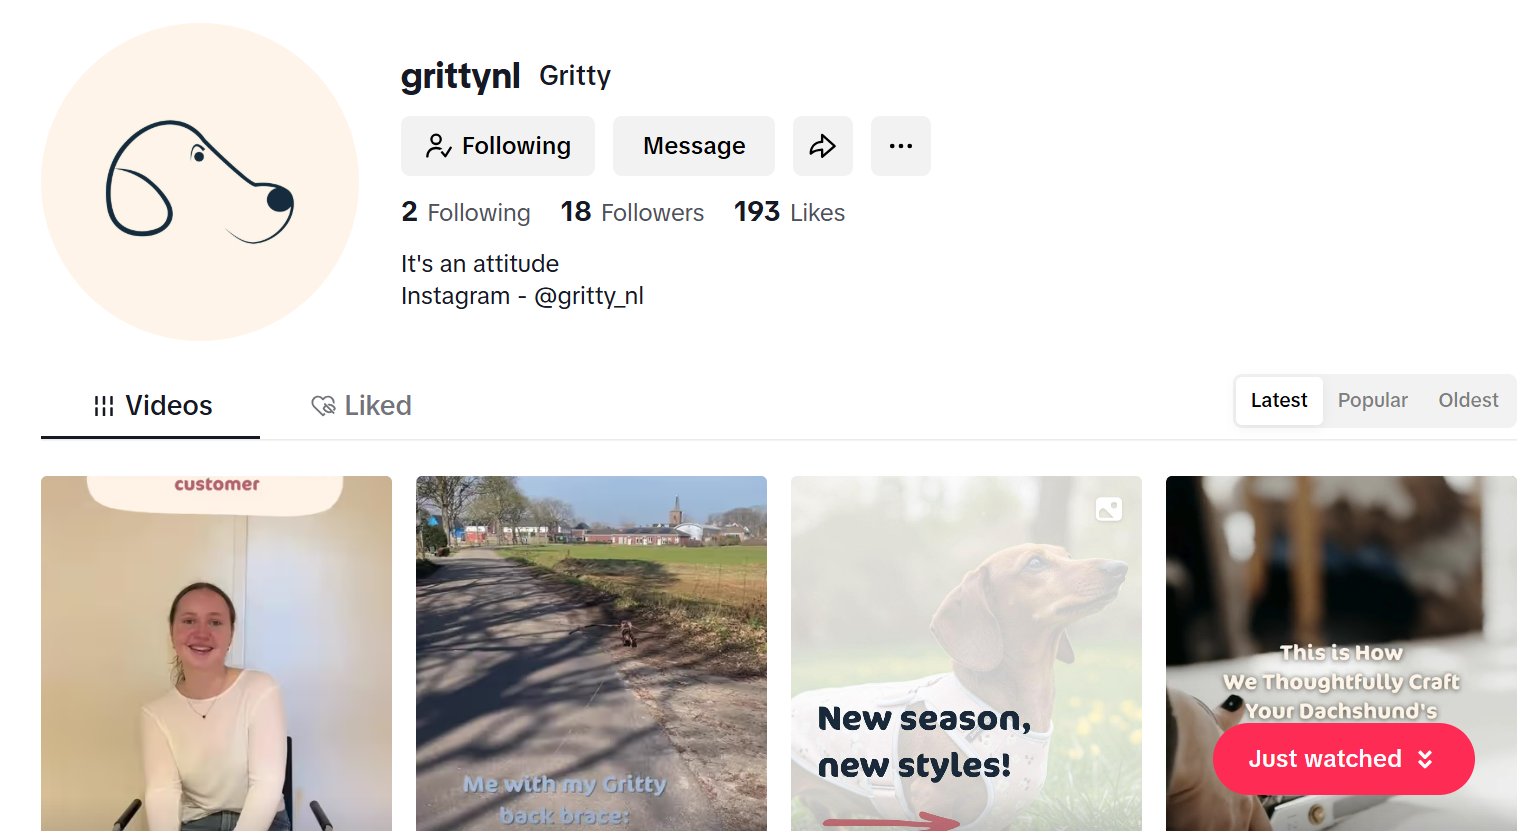 grittynl Gritty
Following
Message
2 Following 18 Followers 193 Likes
It's an attitude
Instagram - @gritty_nl
Videos
Liked
Latest
Popular
Oldest
customer
Me with my Gritty
back brace:
New season,
new styles!
This is How
We Thoughtfully Craft
Your Dachshund's
Just watched